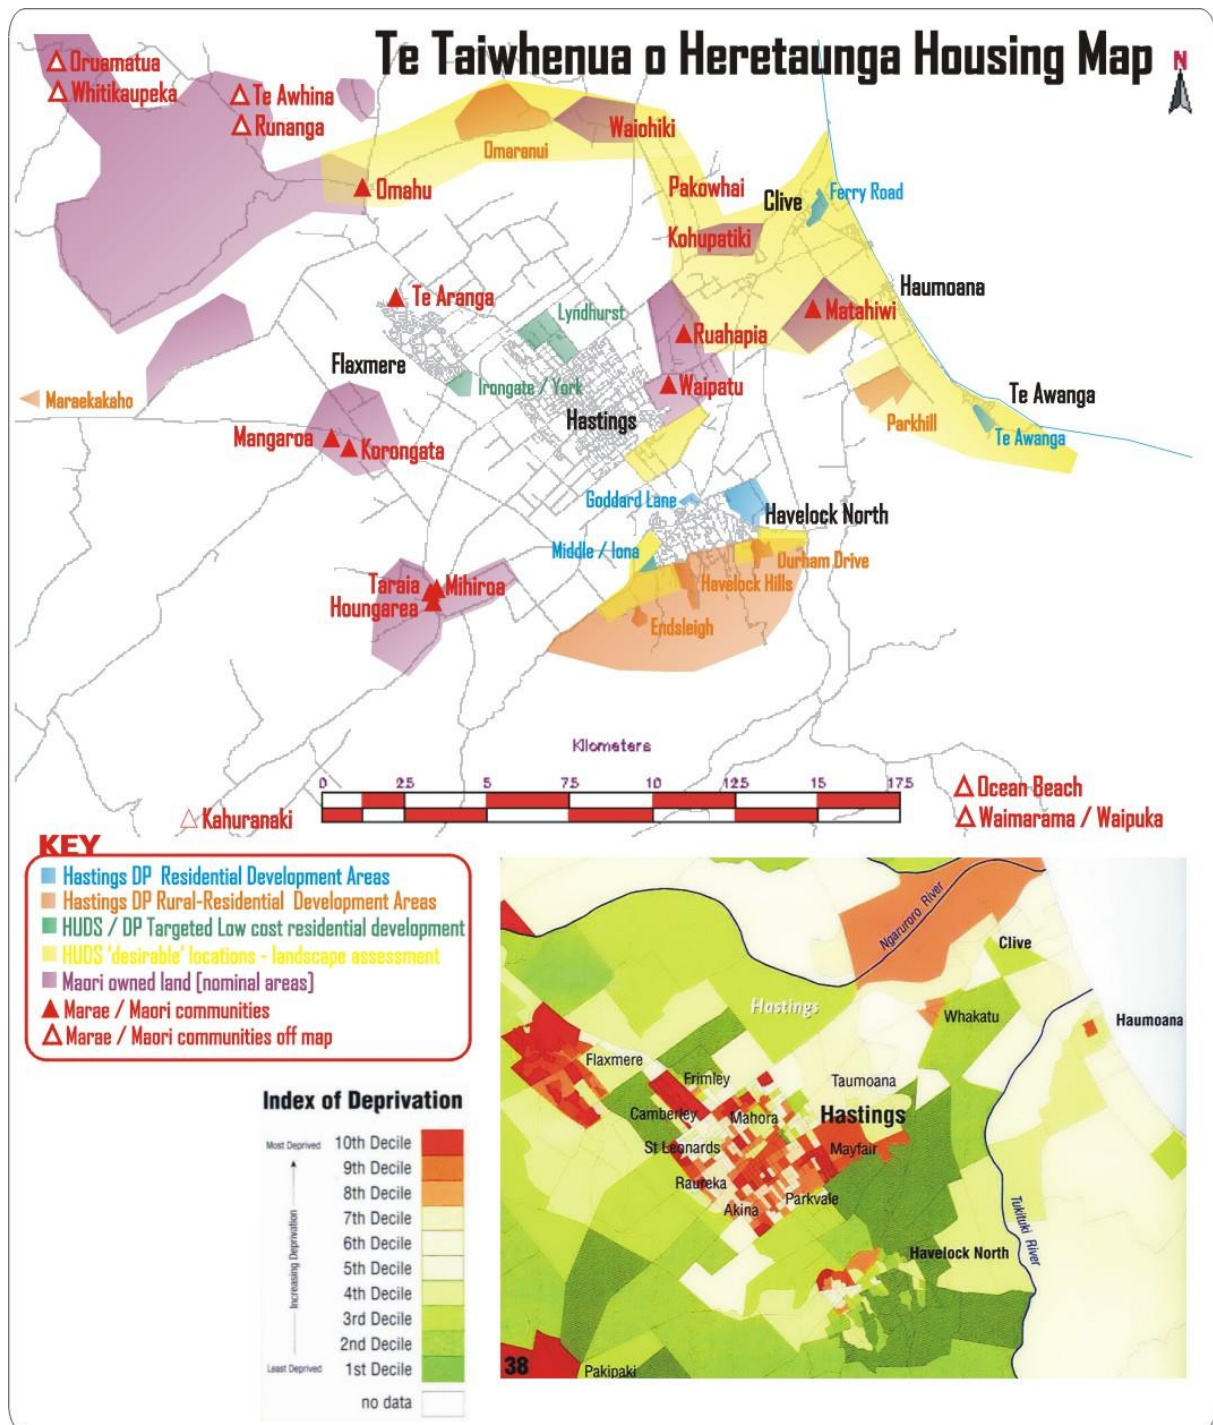 Te Taiwhenua o Heretaunga Housing Map
N
Oruamatua
Whitikaupeka
Te Awhina
Runanga
Omaranui
Waiohiki
Omahu
Pakowhai
Clive
Ferry Road
Kohupatiki
Haumoana
Te Aranga
Lyndhurst
Matahiwi
Ruahapia
Flaxmere
Irongate / York
Waipatu
Te Awanga
Maraekakaho
Hastings
Parkhill
Te Awanga
Mangaroa
Korongata
Goddard Lane
Havelock North
Middle / Iona
Durham Drive
Taraia
Mihiroa
Havelock Hills
Houngarea
Endsleigh
Kilometers
0 2.5 5 7.5 10 12.5 15 17.5
Ocean Beach
Kahuranaki
Waimarama / Waipuka
KEY
Hastings DP Residential Development Areas
Hastings DP Rural-Residential Development Areas
HUDS / DP Targeted Low cost residential development
HUDS 'desirable' locations - landscape assessment
Maori owned land [nominal areas]
Marae / Maori communities
Marae / Maori communities off map
Index of Deprivation
Most Deprived
10th Decile
9th Decile
8th Decile
7th Decile
6th Decile
5th Decile
4th Decile
3rd Decile
2nd Decile
1st Decile
no data
Increasing Deprivation
Least Deprived
Ngaruroro River
Clive
Hastings
Whakatu
Haumoana
Flaxmere
Frimley
Taumoana
Camberley
Mahora
Hastings
St Leonards
Mayfair
Raureka
Parkvale
Akina
Tukituki River
Havelock North
38
Pakipaki